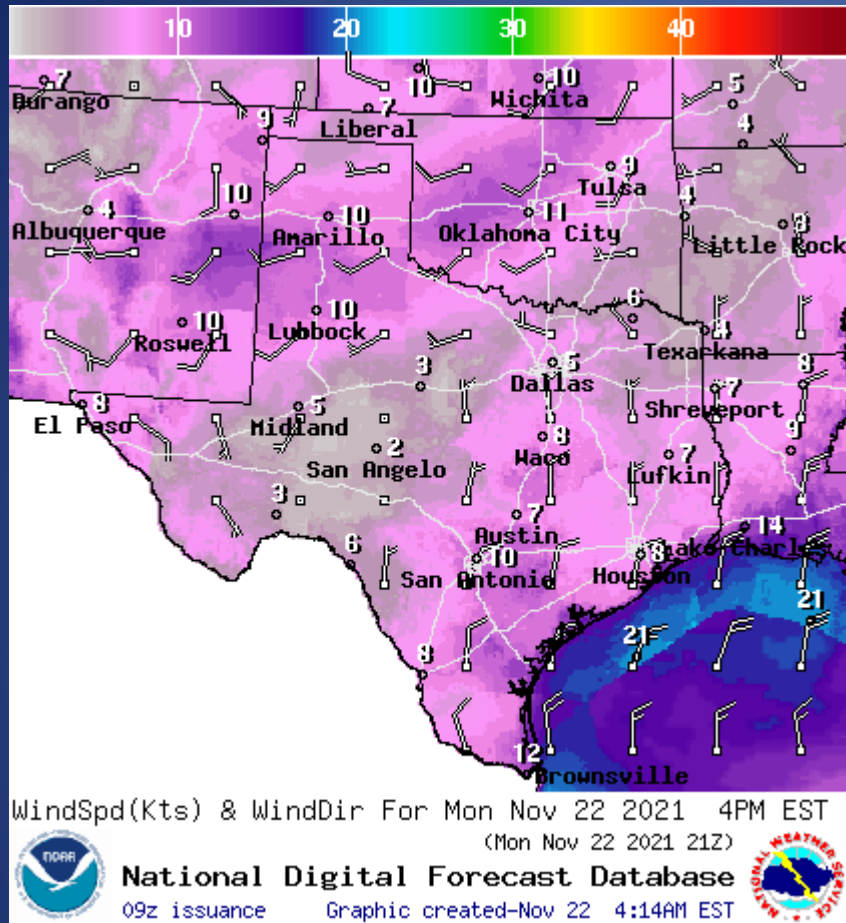 10 20 30 40
7 10 10 5
Durango Wichita
9 7 4
Liberal
9
Tulsa
4 10 10 11 4 8
Albuquerque Amarillo Oklahoma City Little Rock
10 10 6
Roswell Lubbock 4
Texarkana
3 5 8
Dallas 7
8 5 Shreveport
El Paso Midland
2 8 7 9
San Angelo Waco Lufkin
3 7 14
Austin
6 10 8 Lake Charles
San Antonio Houston
21
8 21
12
Brownsville
WindSpd(Kts) & WindDir For Mon Nov 22 2021 4PM EST
(Mon Nov 22 2021 21Z)
NOAA
NATIONAL WEATHER SERVICE
National Digital Forecast Database
09z issuance Graphic created-Nov 22 4:14AM EST